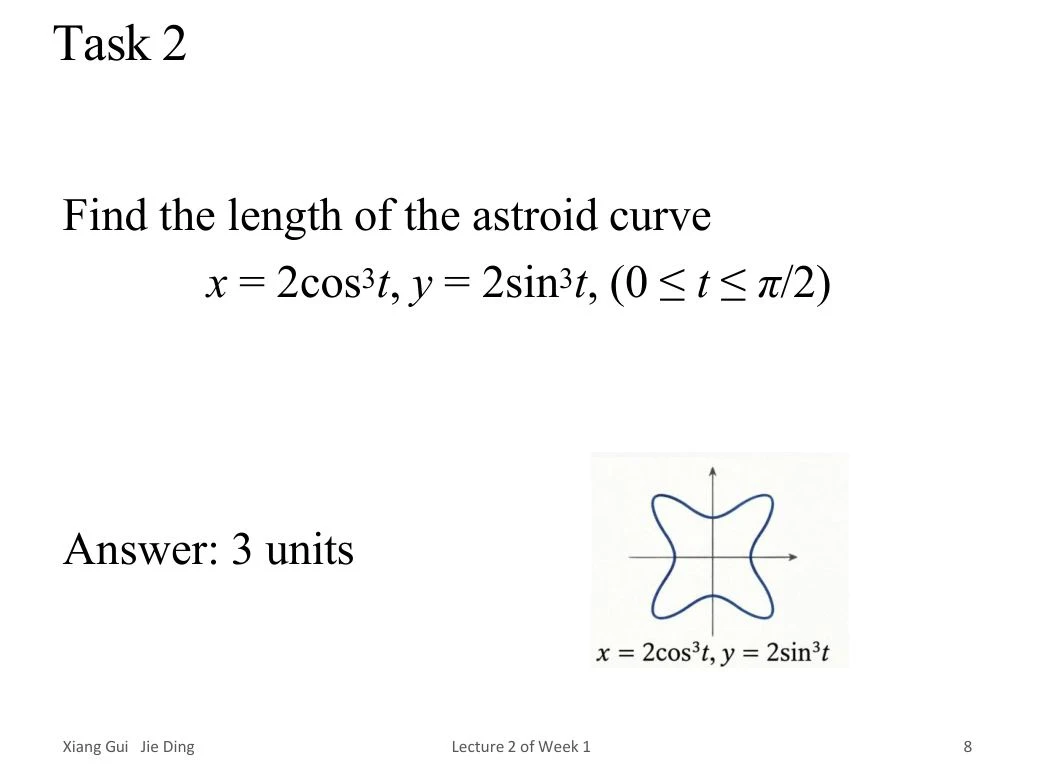 Task 2
Find the length of the astroid curve
x = 2cos³t, y = 2sin³t, (0 ≤ t ≤ π/2)
Answer: 3 units
x = 2cos³t, y = 2sin³t
Xiang Gui Jie Ding
Lecture 2 of Week 1
8